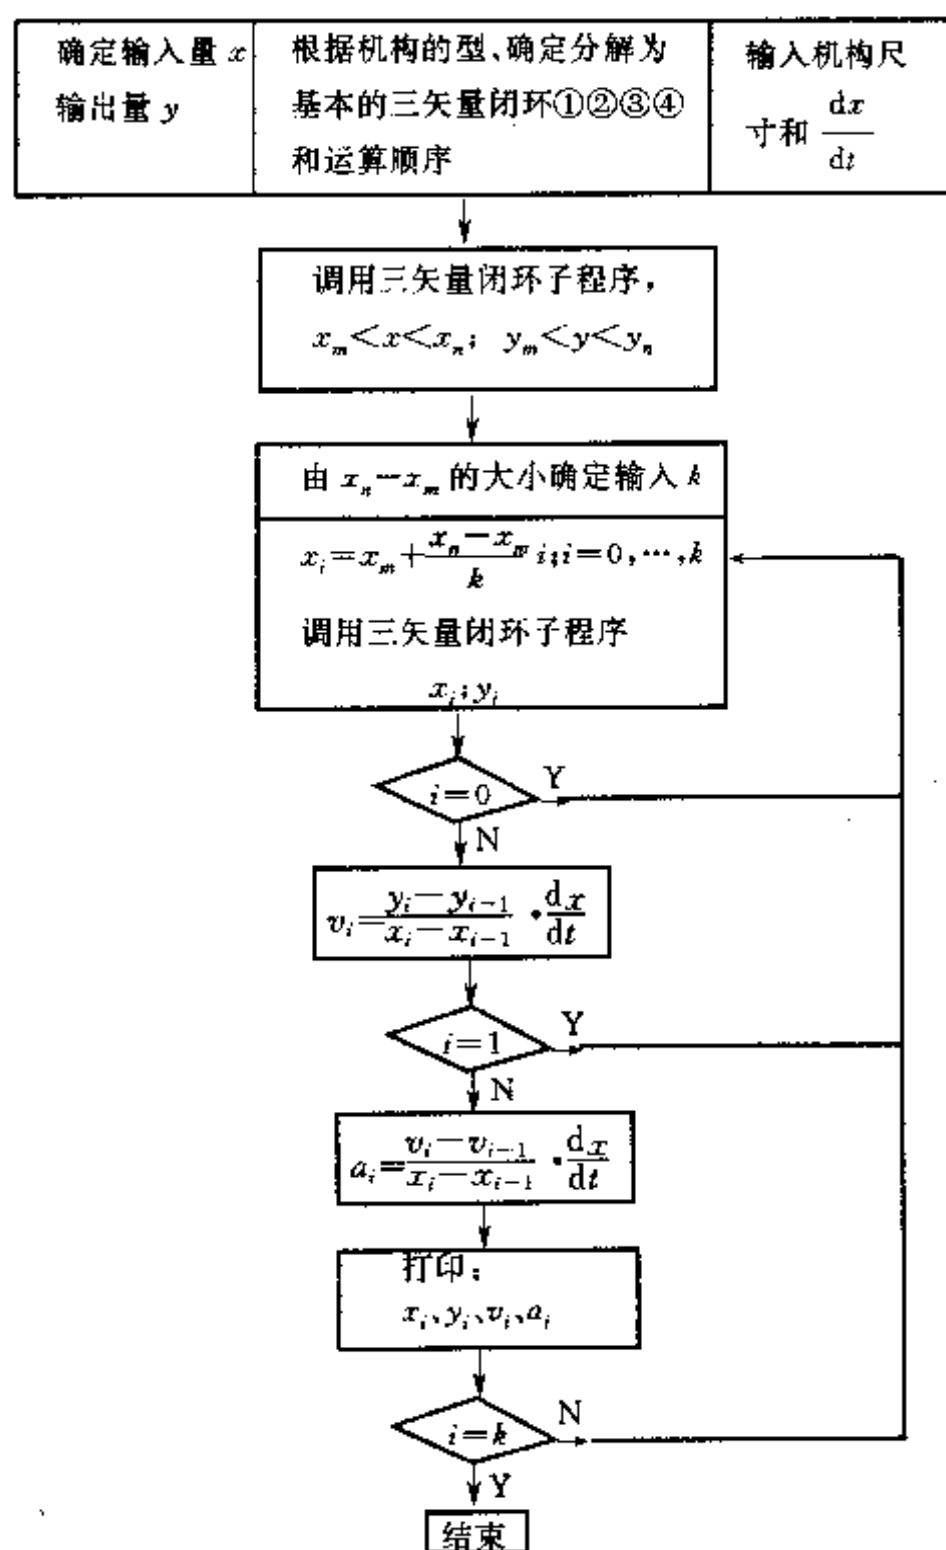 确定输入量 x
输出量 y
根据机构的型、确定分解为
基本的三矢量闭环①②③④
和运算顺序
输入机构尺
寸和 dx/dt
调用三矢量闭环子程序，
x_m<x<x_n； y_m<y<y_n
由 x_n－x_m 的大小确定输入 k
x_i=x_m+(x_n－x_m)/k i；i=0，…，k
调用三矢量闭环子程序
x_i；y_i
i=0
Y
N
v_i=(y_i－y_{i-1})/(x_i－x_{i-1})·dx/dt
i=1
Y
N
a_i=(v_i－v_{i-1})/(x_i－x_{i-1})·dx/dt
打印：
x_i、y_i、v_i、a_i
i=k
N
Y
结束